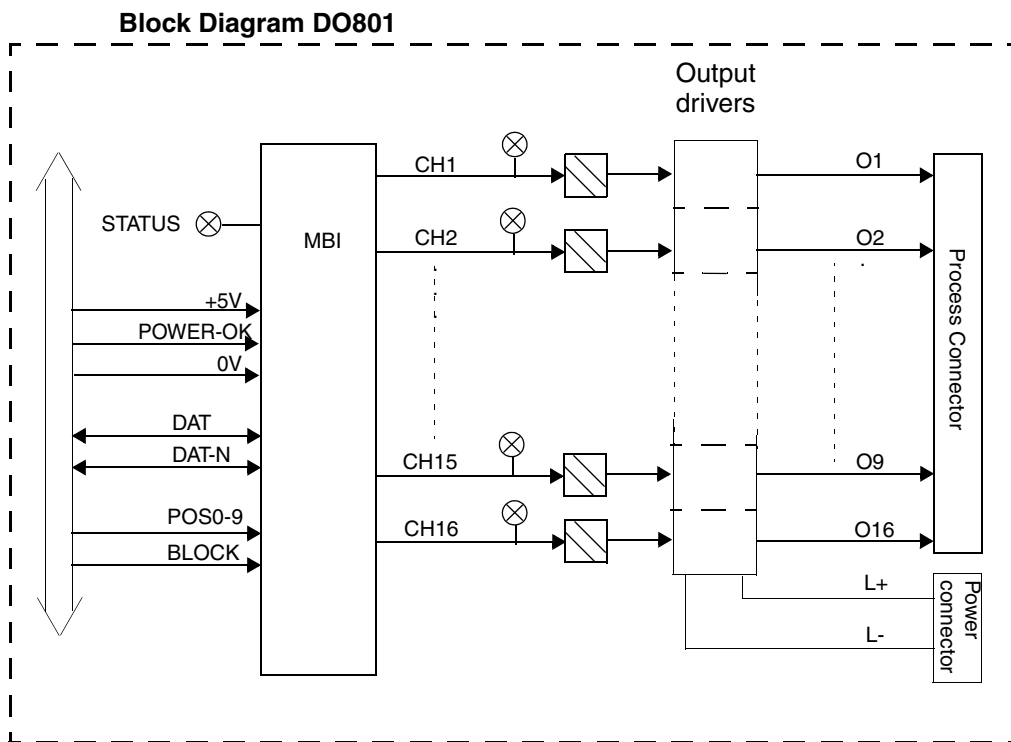 Block Diagram DO801
Output
drivers
CH1
O1
STATUS
MBI
CH2
O2
+5V
POWER-OK
0V
Process Connector
DAT
DAT-N
CH15
O9
POS0-9
CH16
O16
BLOCK
L+
L-
Power
connector